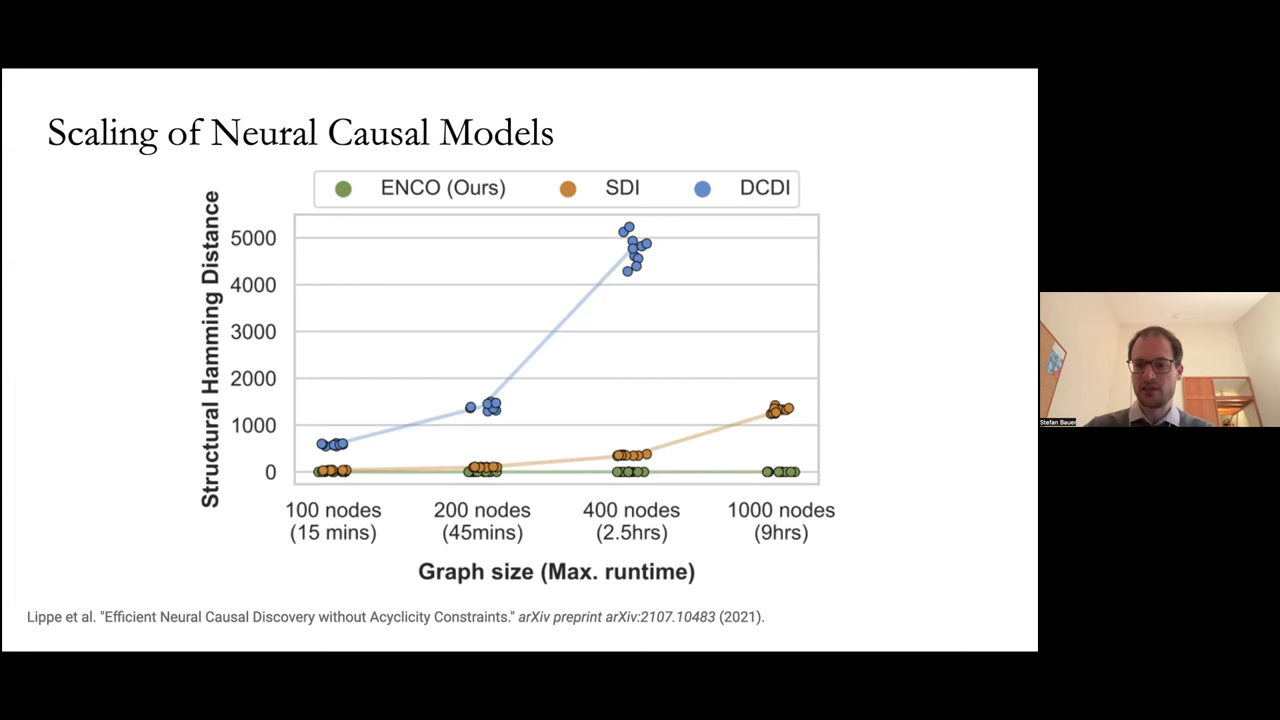 Scaling of Neural Causal Models
ENCO (Ours) SDI DCDI
Structural Hamming Distance
5000
4000
3000
2000
1000
0
100 nodes 200 nodes 400 nodes 1000 nodes
(15 mins) (45mins) (2.5hrs) (9hrs)
Graph size (Max. runtime)
Lippe et al. "Efficient Neural Causal Discovery without Acyclicity Constraints." arXiv preprint arXiv:2107.10483 (2021).
Stefan Bauer